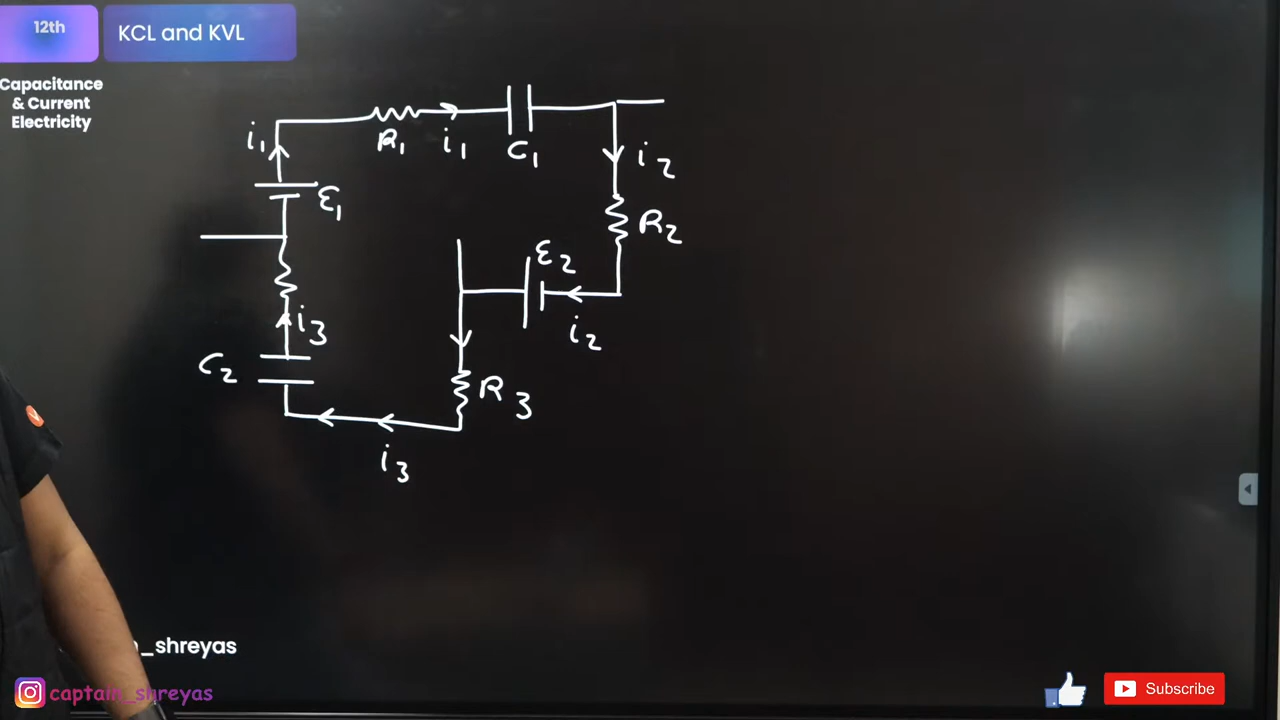 12th
KCL and KVL
Capacitance
& Current
Electricity
i₁
R₁
i₁
C₁
i₂
ε₁
R₂
ε₂
i₃
i₂
C₂
R₃
i₃
_shreyas
captain_shreyas
Subscribe